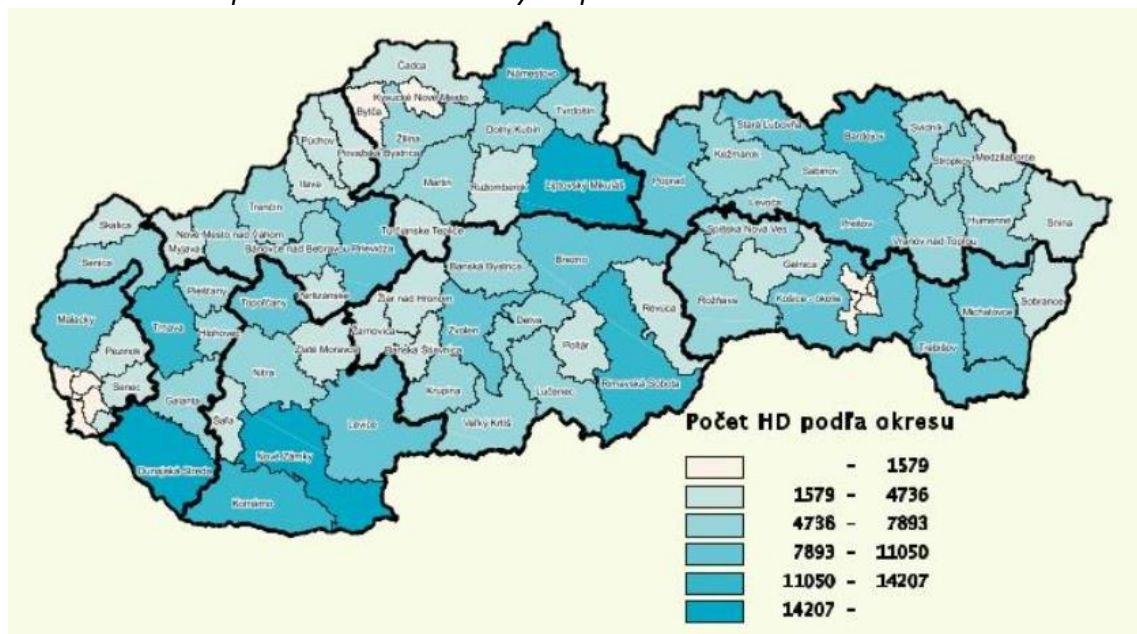 Čadca
Námestovo
Kysucké Nové Mesto
Bytča
Tvrdošín
Dolný Kubín
Stará Ľubovňa
Bardejov
Svidník
Púchov
Žilina
Považská Bystrica
Kežmarok
Stropkov
Medzilaborce
Martin
Ružomberok
Liptovský Mikuláš
Poprad
Sabinov
Ilava
Trenčín
Levoča
Prešov
Humenné
Snina
Skalica
Nové Mesto nad Váhom
Myjava
Turčianske Teplice
Spišská Nová Ves
Vranov nad Topľou
Bánovce nad Bebravou
Prievidza
Senica
Banská Bystrica
Brezno
Gelnica
Piešťany
Partizánske
Žiar nad Hronom
Rožňava
Košice - okolie
Sobrance
Malacky
Trnava
Topoľčany
Revúca
Michalovce
Hlohovec
Žarnovica
Zvolen
Detva
Pezinok
Zlaté Moravce
Banská Štiavnica
Poltár
Trebišov
Senec
Nitra
Rimavská Sobota
Galanta
Krupina
Lučenec
Šaľa
Levice
Veľký Krtíš
Počet HD podľa okresu
Nové Zámky
Dunajská Streda
- 1579
1579 - 4736
Komárno
4736 - 7893
7893 - 11050
11050 - 14207
14207 -